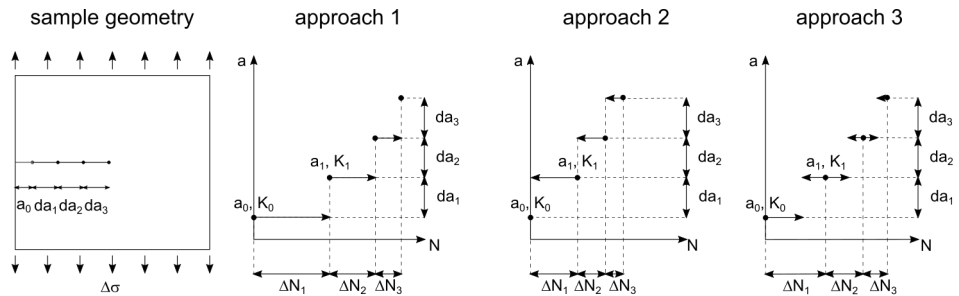 sample geometry
a₀ da₁ da₂ da₃
Δσ
approach 1
a
da₃
da₂
a₁, K₁
da₁
a₀, K₀
N
ΔN₁ ΔN₂ ΔN₃
approach 2
a
da₃
da₂
a₁, K₁
da₁
a₀, K₀
N
ΔN₁ ΔN₂ ΔN₃
approach 3
a
da₃
da₂
a₁, K₁
da₁
a₀, K₀
N
ΔN₁ ΔN₂ ΔN₃